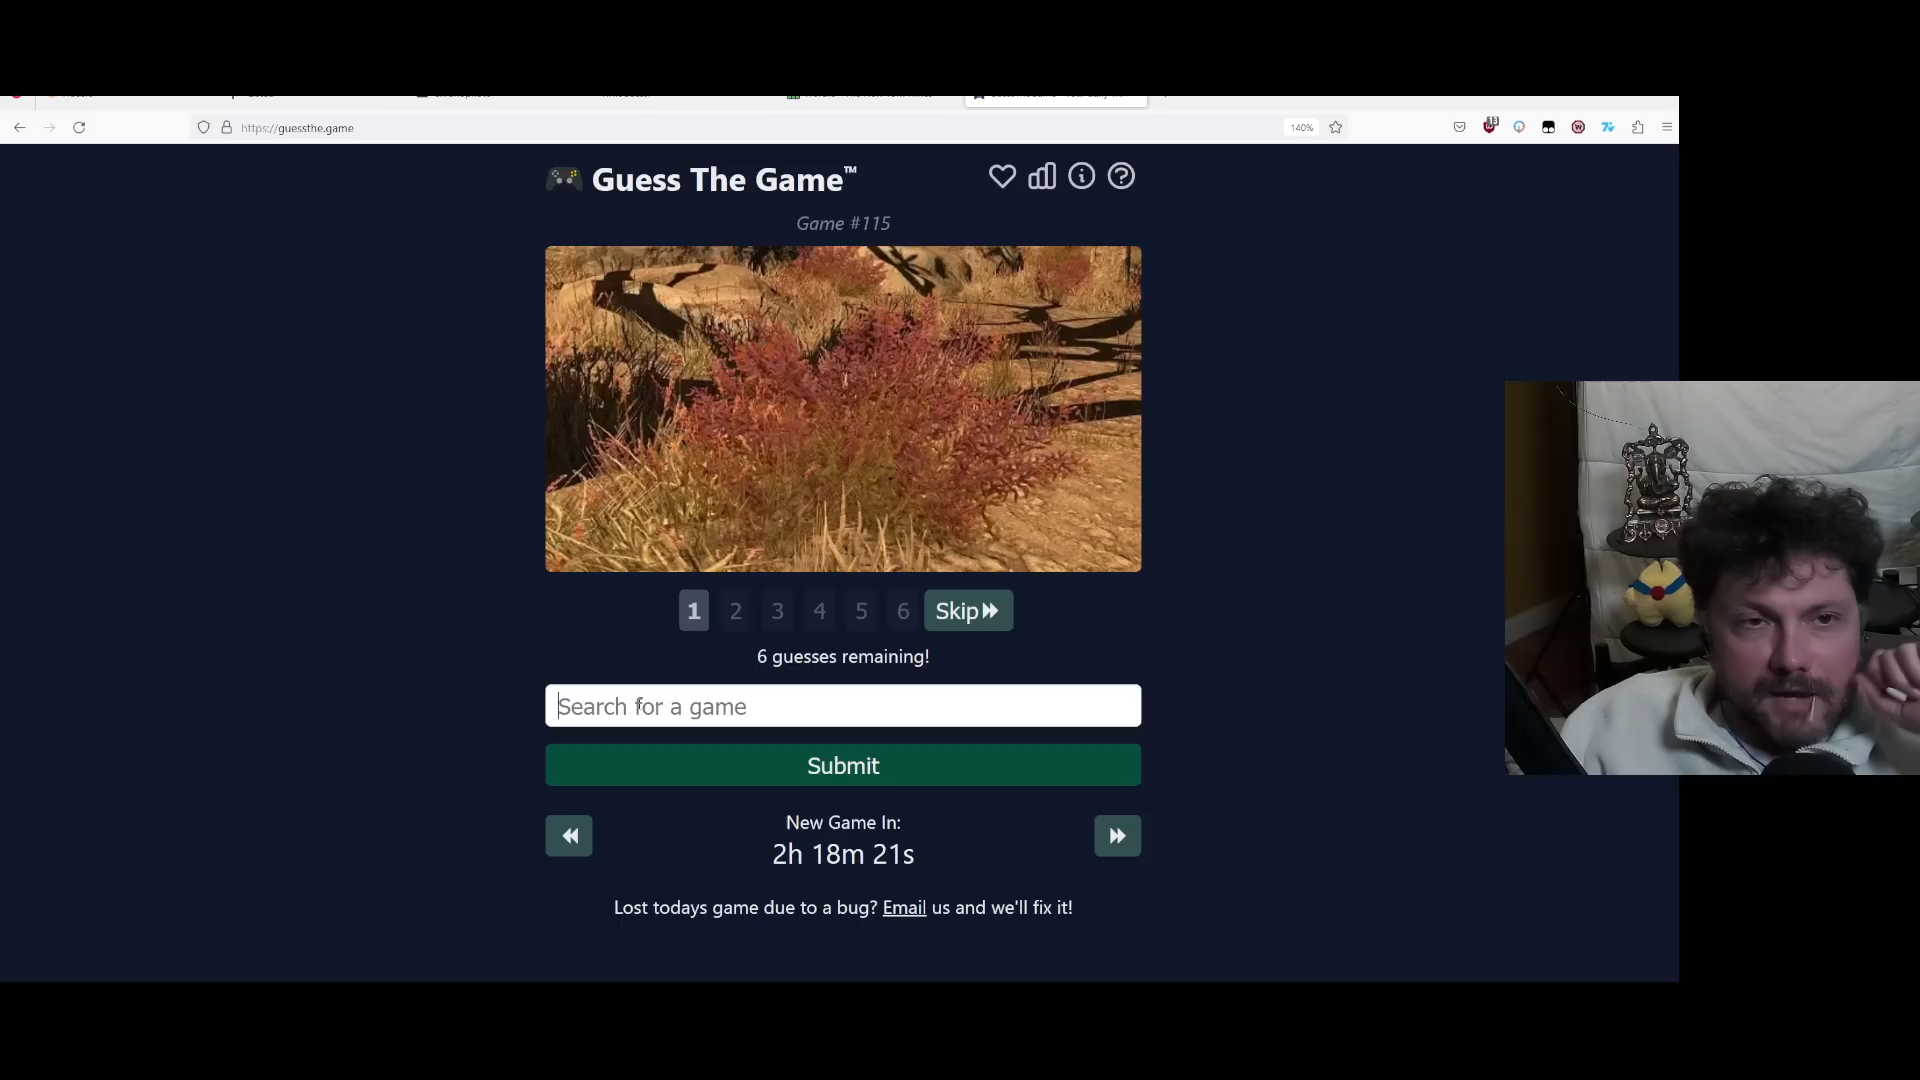 https://guessthe.game
140%
13
Guess The Game™
Game #115
1 2 3 4 5 6 Skip
6 guesses remaining!
Search for a game
Submit
New Game In:
2h 18m 21s
Lost todays game due to a bug? Email us and we'll fix it!